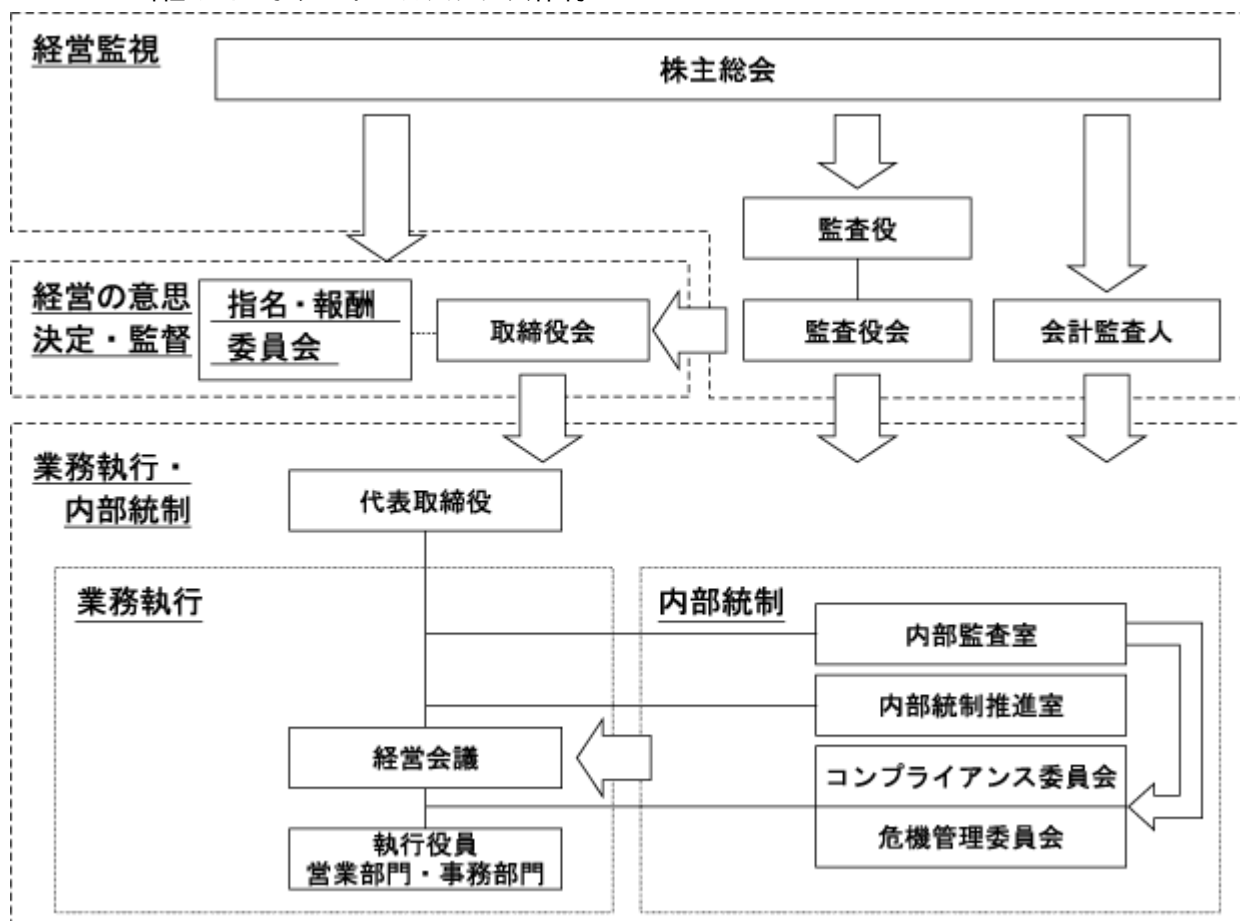 経営監視
株主総会
監査役
経営の意思
決定・監督
指名・報酬
委員会
取締役会
監査役会
会計監査人
業務執行・
内部統制
代表取締役
業務執行
内部統制
内部監査室
内部統制推進室
経営会議
コンプライアンス委員会
危機管理委員会
執行役員
営業部門・事務部門